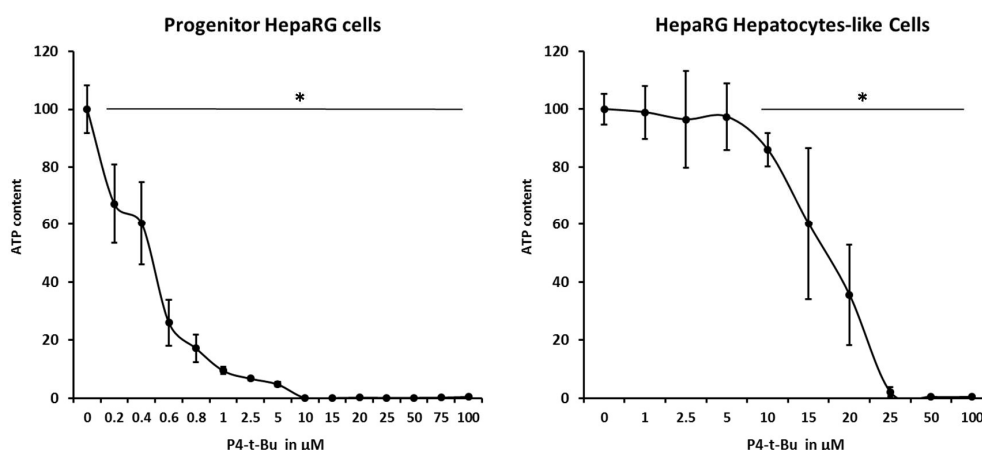 Progenitor HepaRG cells
120
100
80
60
40
20
0
ATP content
*
0 0.2 0.4 0.6 0.8 1 2.5 5 10 15 20 25 50 75 100
P4-t-Bu in µM
HepaRG Hepatocytes-like Cells
120
100
80
60
40
20
0
ATP content
*
0 1 2.5 5 10 15 20 25 50 100
P4-t-Bu in µM